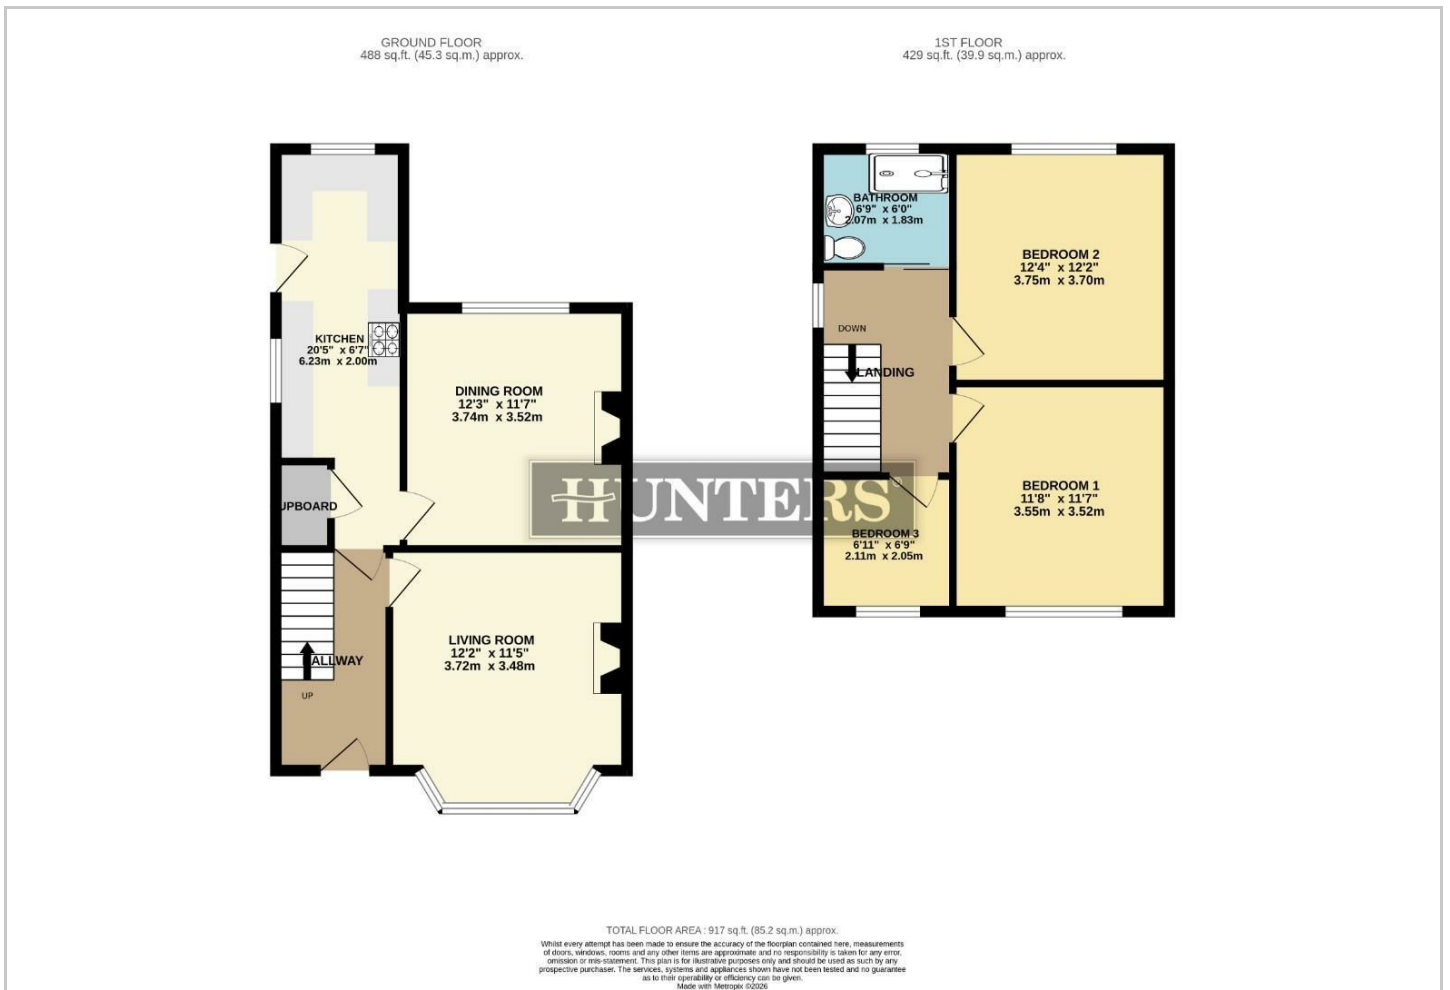 GROUND FLOOR
488 sq.ft. (45.3 sq.m.) approx.
1ST FLOOR
429 sq.ft. (39.9 sq.m.) approx.
KITCHEN
20'5" x 6'7"
6.23m x 2.00m
DINING ROOM
12'3" x 11'7"
3.74m x 3.52m
UPBOARD
LIVING ROOM
12'2" x 11'5"
3.72m x 3.48m
ALLWAY
UP
BATHROOM
6'9" x 6'0"
2.07m x 1.83m
BEDROOM 2
12'4" x 12'2"
3.75m x 3.70m
DOWN
LANDING
BEDROOM 1
11'8" x 11'7"
3.55m x 3.52m
BEDROOM 3
6'11" x 6'9"
2.11m x 2.05m
HUNTERS®
TOTAL FLOOR AREA : 917 sq.ft. (85.2 sq.m.) approx.
Whilst every attempt has been made to ensure the accuracy of the floorplan contained here, measurements
of doors, windows, rooms and any other items are approximate and no responsibility is taken for any error,
omission or mis-statement. This plan is for illustrative purposes only and should be used as such by any
prospective purchaser. The services, systems and appliances shown have not been tested and no guarantee
as to their operability or efficiency can be given.
Made with Metropix ©2026